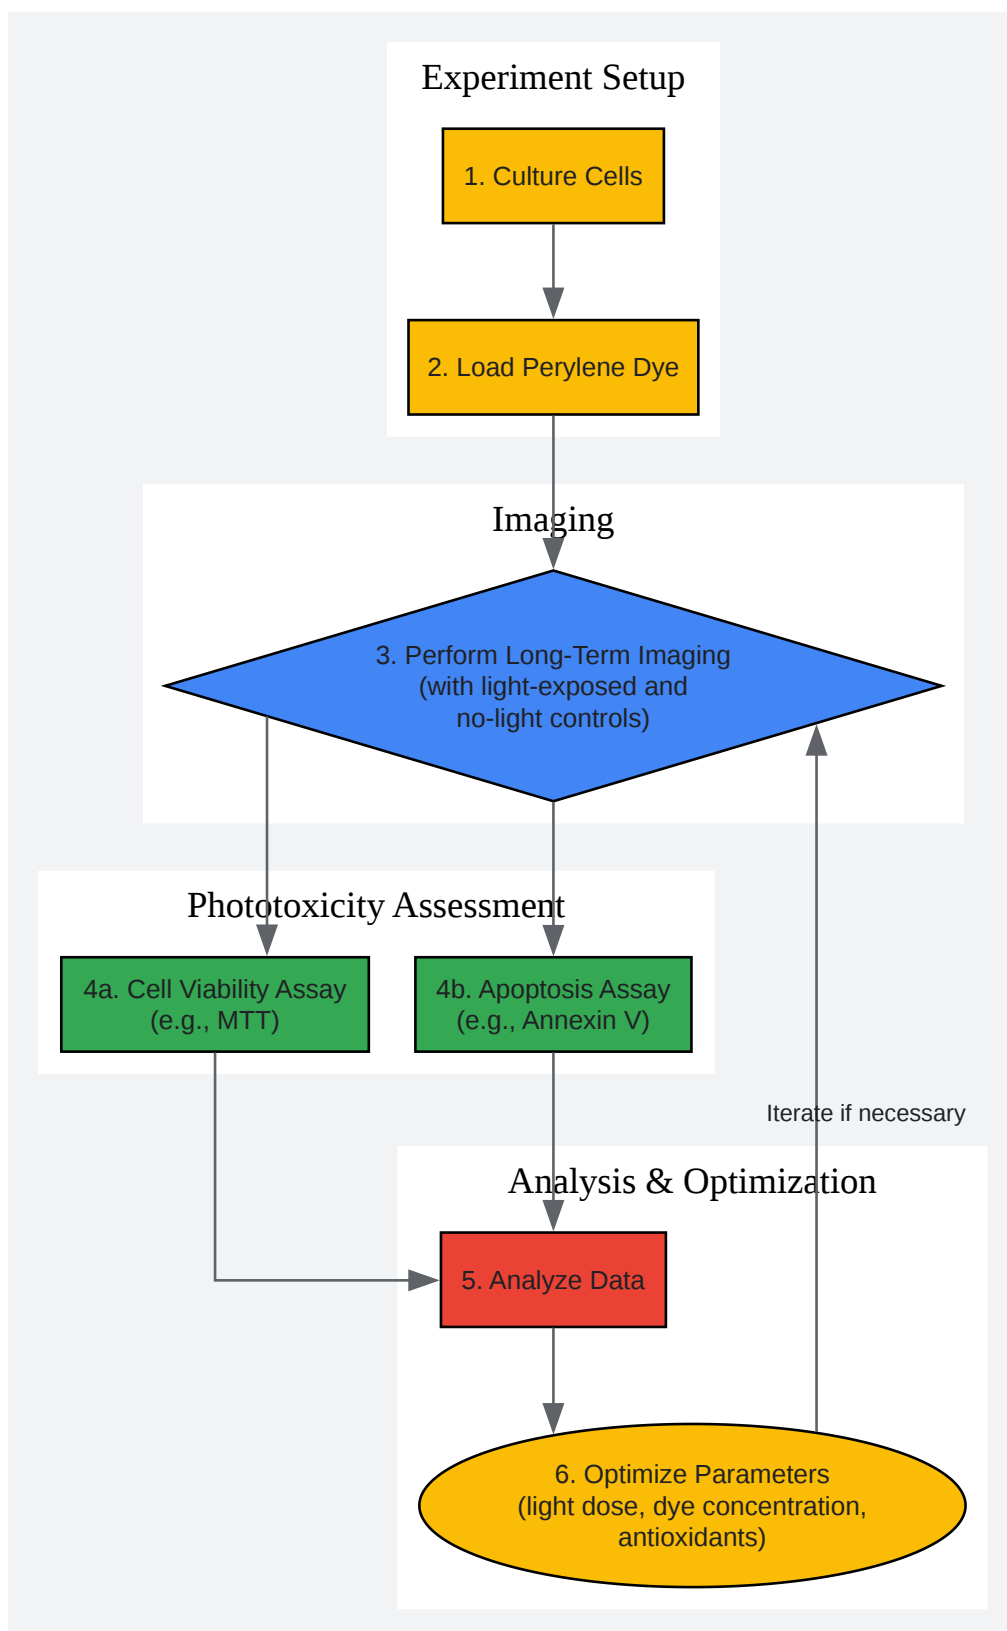 Experiment Setup
1. Culture Cells
2. Load Perylene Dye
Imaging
3. Perform Long-Term Imaging
(with light-exposed and
no-light controls)
Phototoxicity Assessment
4a. Cell Viability Assay
(e.g., MTT)
4b. Apoptosis Assay
(e.g., Annexin V)
Iterate if necessary
Analysis & Optimization
5. Analyze Data
6. Optimize Parameters
(light dose, dye concentration,
antioxidants)